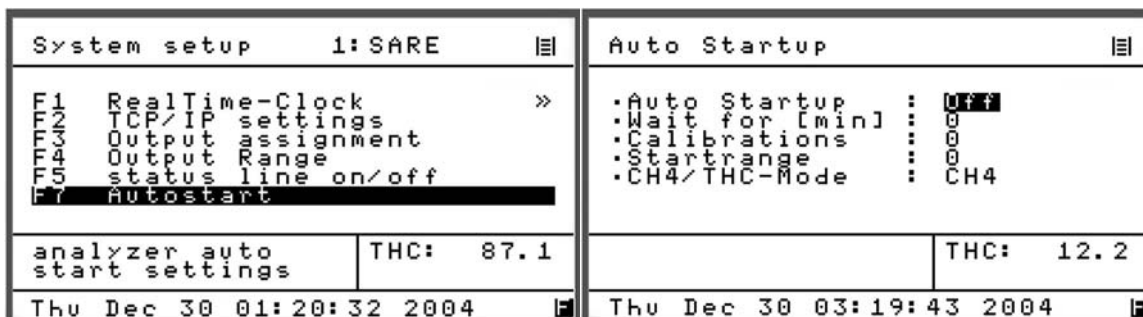 System setup 1:SARE
F1 RealTime-Clock »
F2 TCP/IP settings
F3 Output assignment
F4 Output Range
F5 status line on/off
F7 Autostart
analyzer auto
start settings
THC: 87.1
Thu Dec 30 01:20:32 2004 F
Auto Startup
·Auto Startup : Off
·Wait for [min] : 0
·Calibrations : 0
·Startrange : 0
·CH4/THC-Mode : CH4
THC: 12.2
Thu Dec 30 03:19:43 2004 F